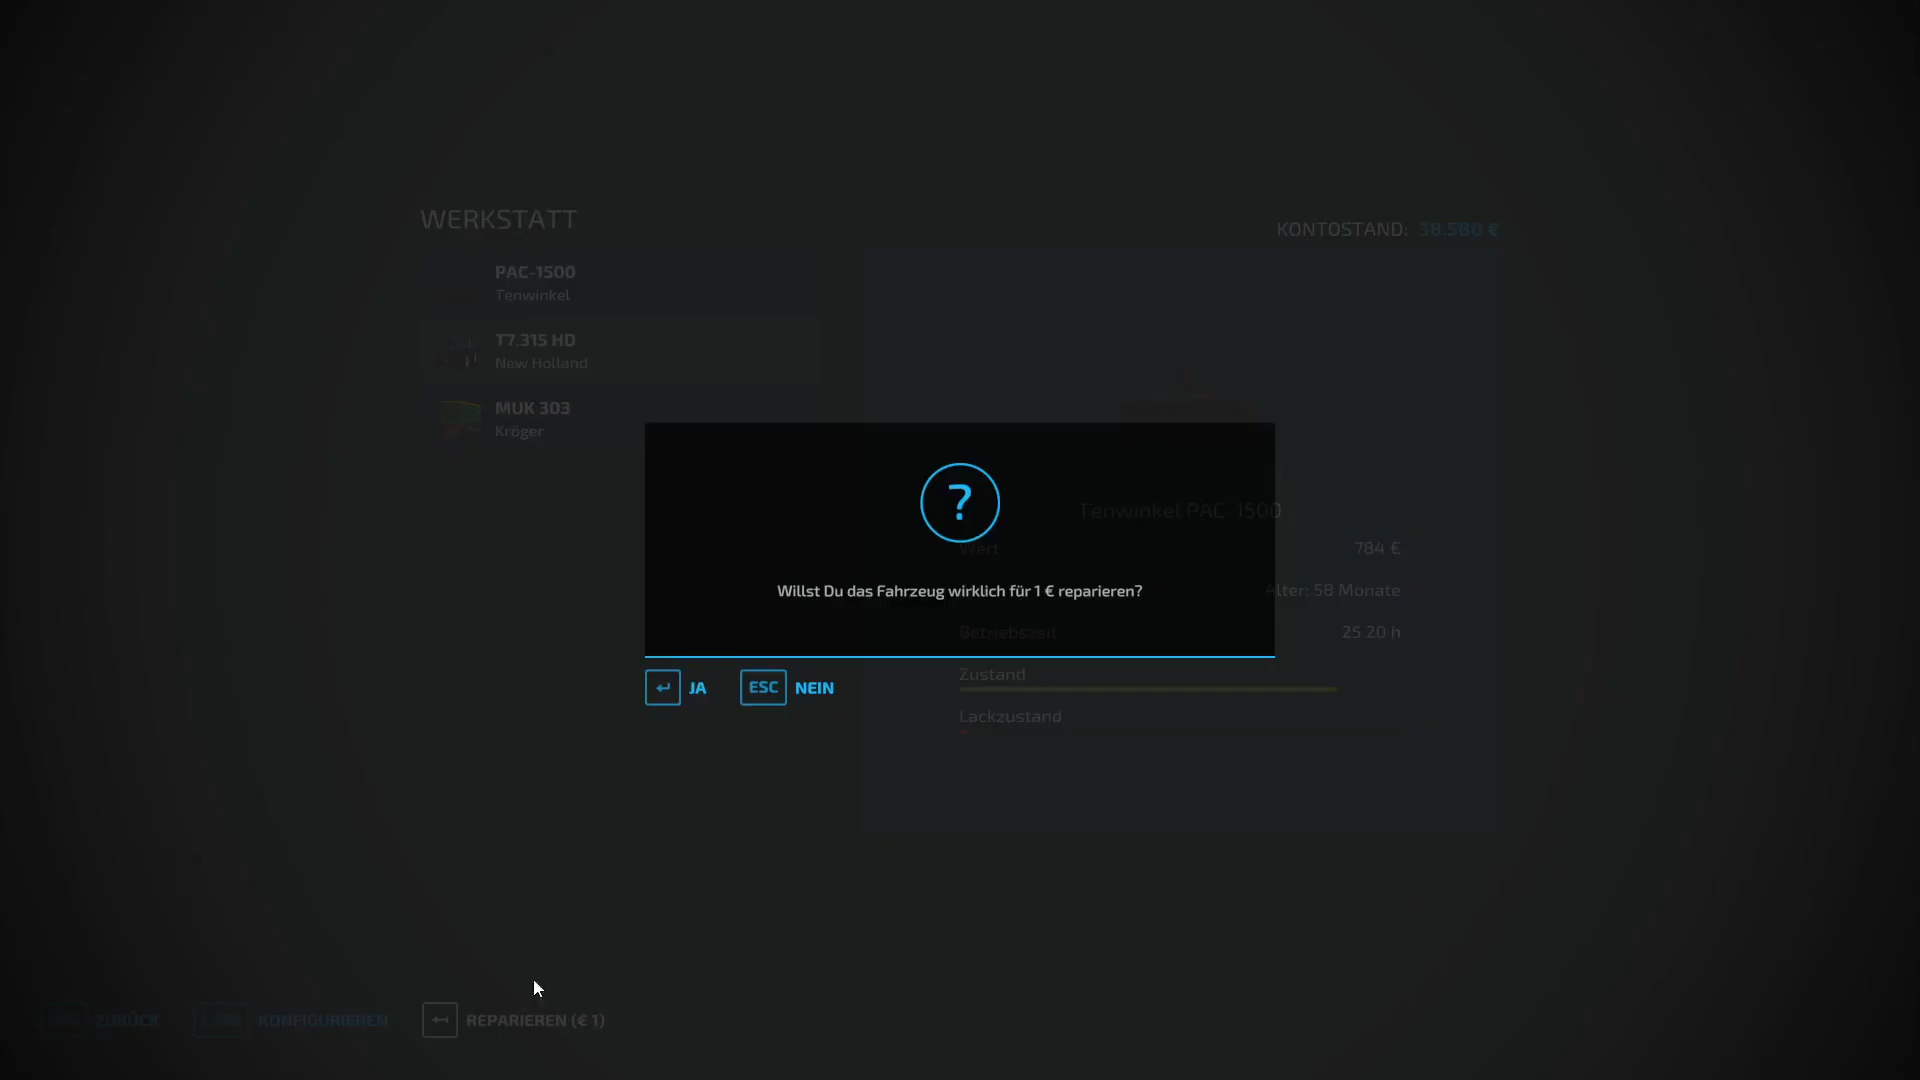 WERKSTATT
KONTOSTAND: 38.580 €
PAC-1500
Tenwinkel
T7.315 HD
New Holland
MUK 303
Kröger
?
Tenwinkel PAC-1500
Wert 784 €
Willst Du das Fahrzeug wirklich für 1 € reparieren?
Alter: 58 Monate
Betriebszeit 25.20 h
Zustand
JA ESC NEIN
Lackzustand
ZURÜCK KONFIGURIEREN REPARIEREN (€ 1)